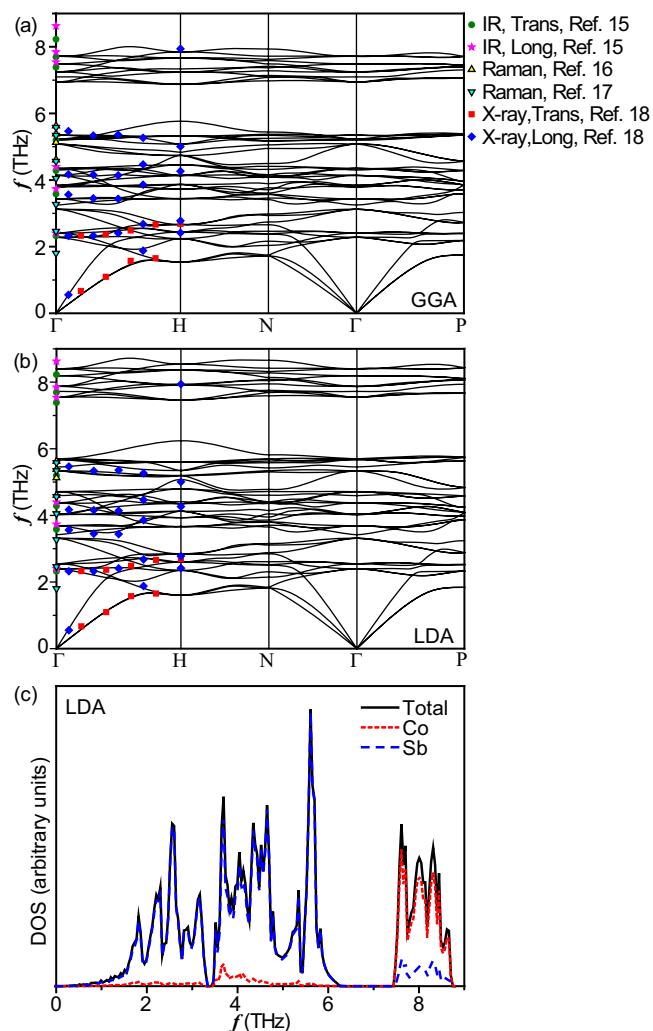 (a)
8
6
4
2
0
f (THz)
GGA
Γ
H
N
Γ
P
IR, Trans, Ref. 15
IR, Long, Ref. 15
Raman, Ref. 16
Raman, Ref. 17
X-ray,Trans, Ref. 18
X-ray,Long, Ref. 18
(b)
8
6
4
2
0
f (THz)
LDA
Γ
H
N
Γ
P
(c)
LDA
Total
Co
Sb
DOS (arbitrary units)
0
2
4
6
8
f (THz)